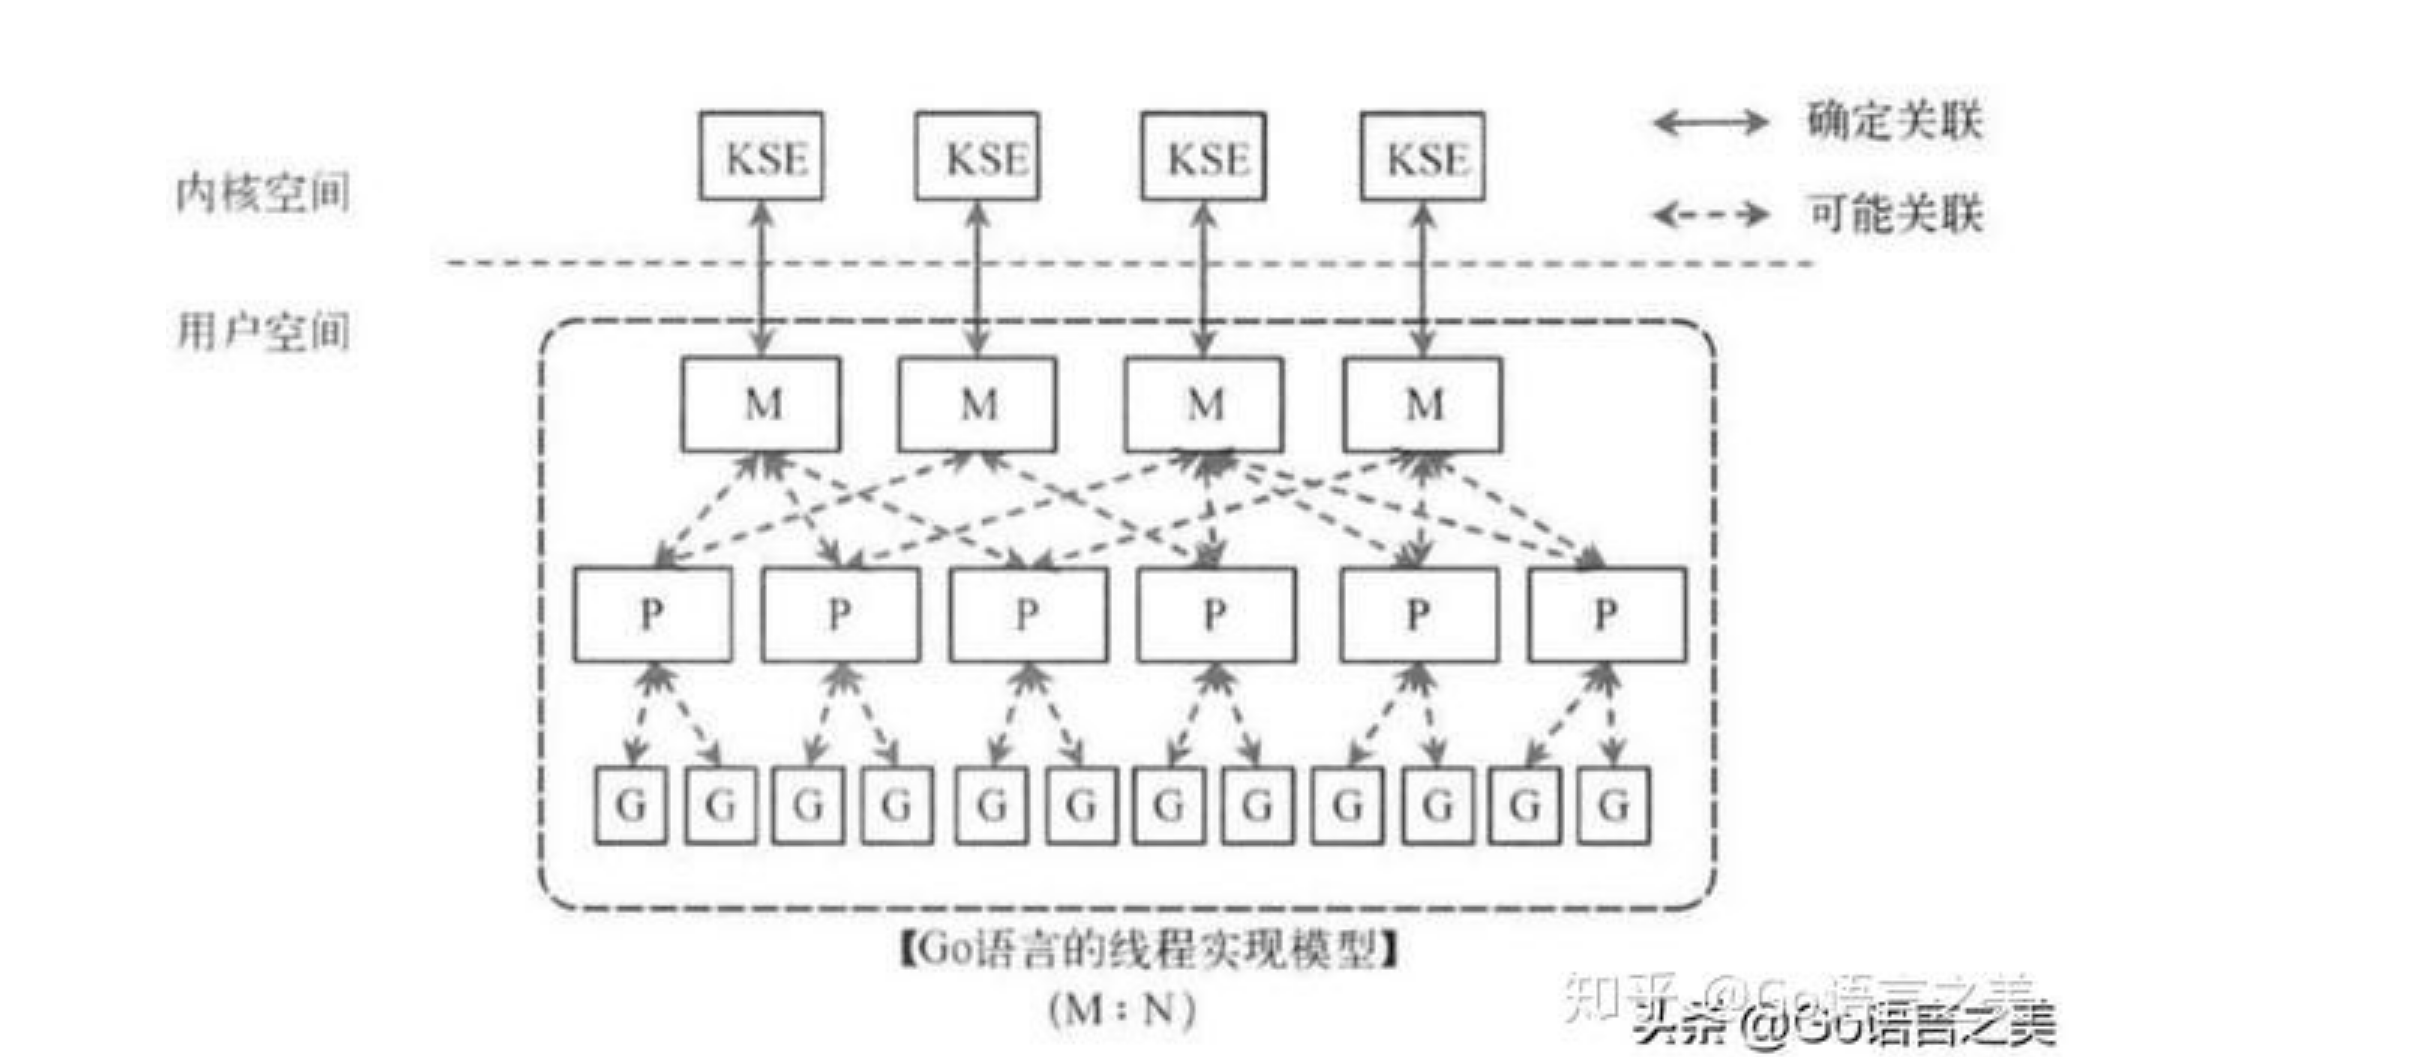 KSE KSE KSE KSE
确定关联
可能关联
内核空间
用户空间
M M M M
P P P P P P
G G G G G G G G G G G G
【Go语言的线程实现模型】
(M:N)
知乎 @Go语言之美
头条 @Go语言之美